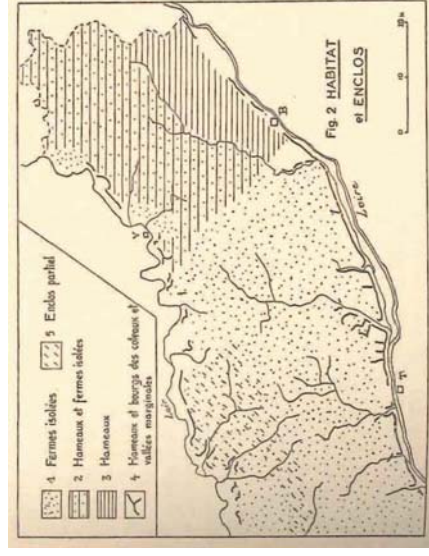 1 Fermes isolées
2 Hameaux et fermes isolées
3 Hameaux
4 Hameaux et bourgs des coteaux et
vallées marginales
5 Enclos partiel
Loir
V
B
T
Loire
Fig. 2 HABITAT
et ENCLOS
0 10 20